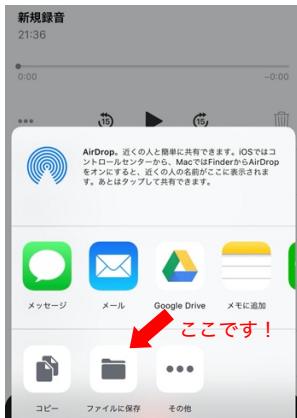 新規録音
21:36
0:00
−0:00
15
15
AirDrop。近くの人と簡単に共有できます。iOSではコ
ントロールセンターから、MacではFinderからAirDrop
をオンにすると、近くの人の名前がここに表示されま
す。あとはタップして共有できます。
メッセージ
メール
Google Drive
メモに追加
ここです！
コピー
ファイルに保存
その他